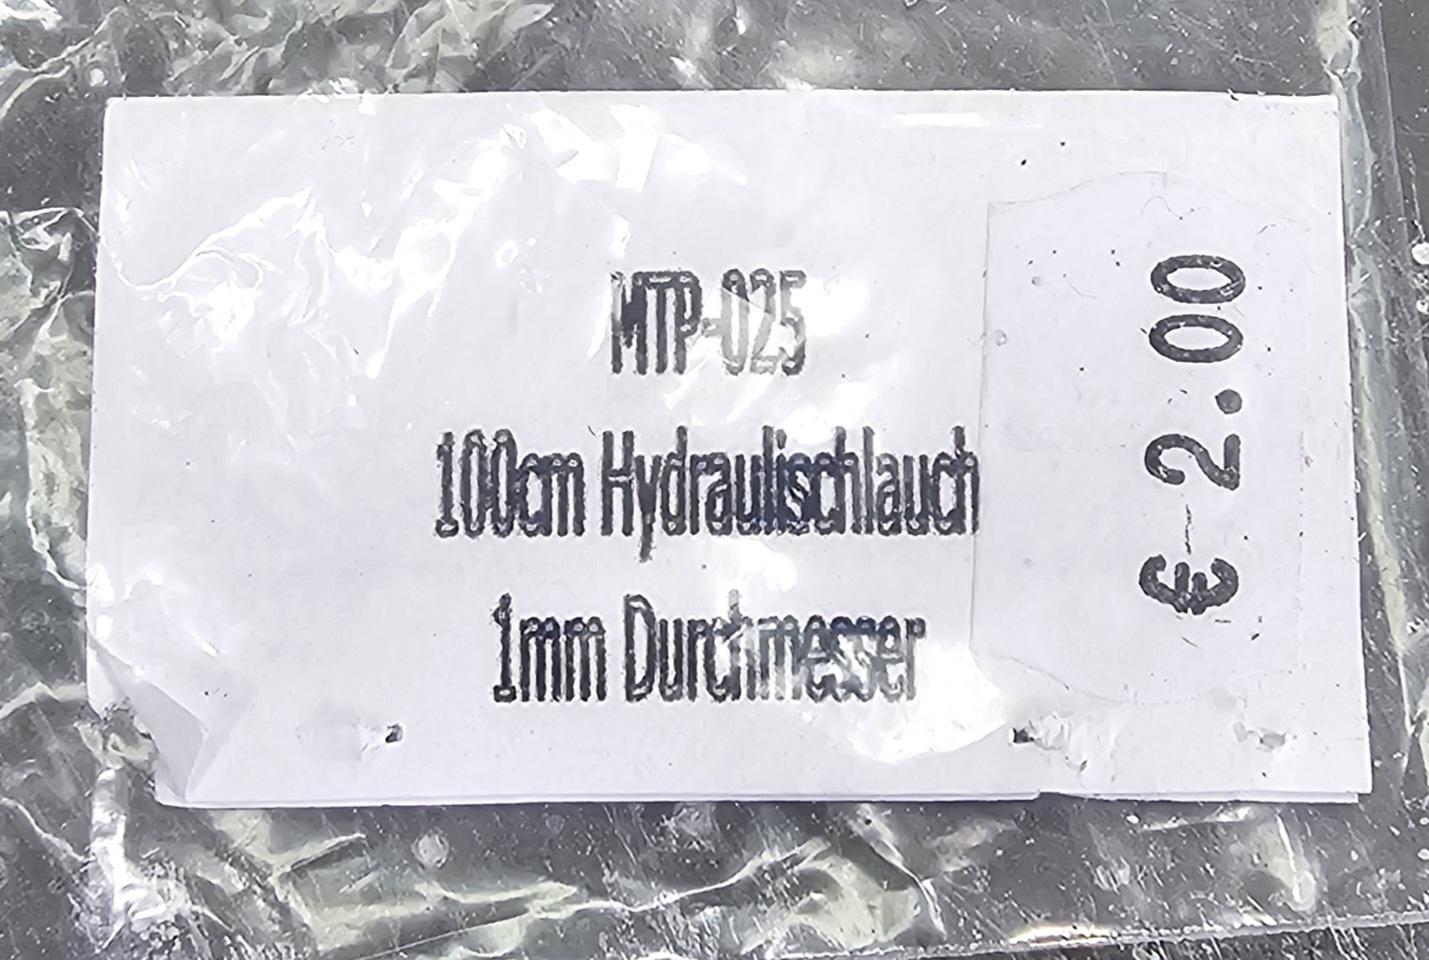 MTP-025
100cm Hydraulischlauch
1mm Durchmesser
€ 2.00